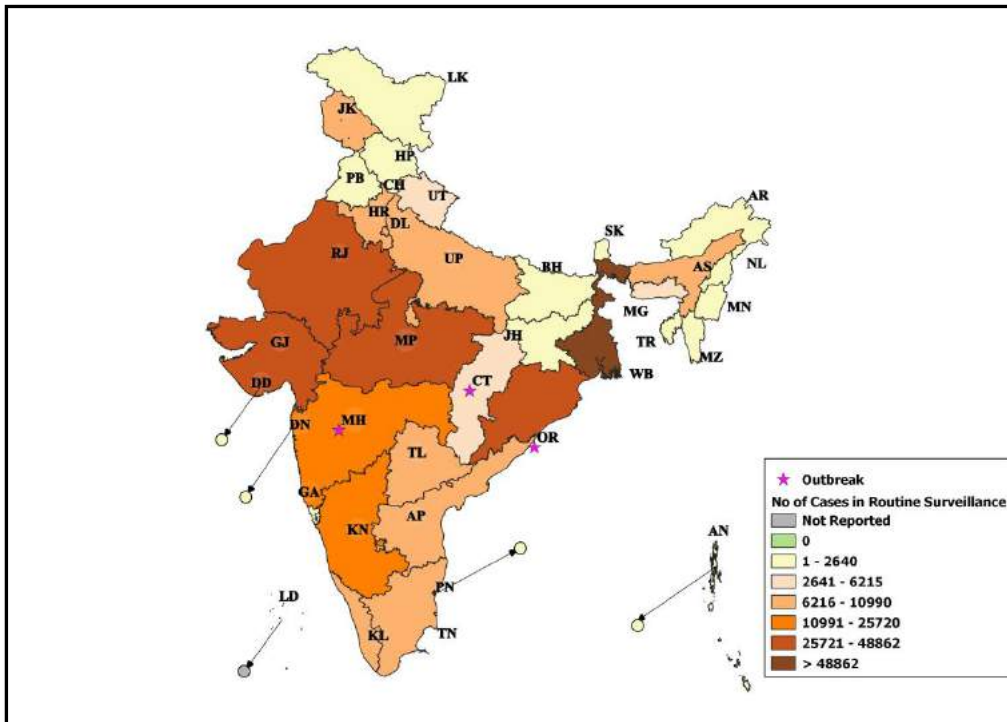 LK
JK
HP
PB
CH
UT
HR
DL
AR
SK
RJ
UP
BH
AS
NL
MG
MN
GJ
MP
JH
TR
MZ
DD
CT
WB
DN
MH
OR
TL
GA
KN
AP
AN
PN
LD
KL
TN
Outbreak
No of Cases in Routine Surveillance
Not Reported
0
1 - 2640
2641 - 6215
6216 - 10990
10991 - 25720
25721 - 48862
> 48862